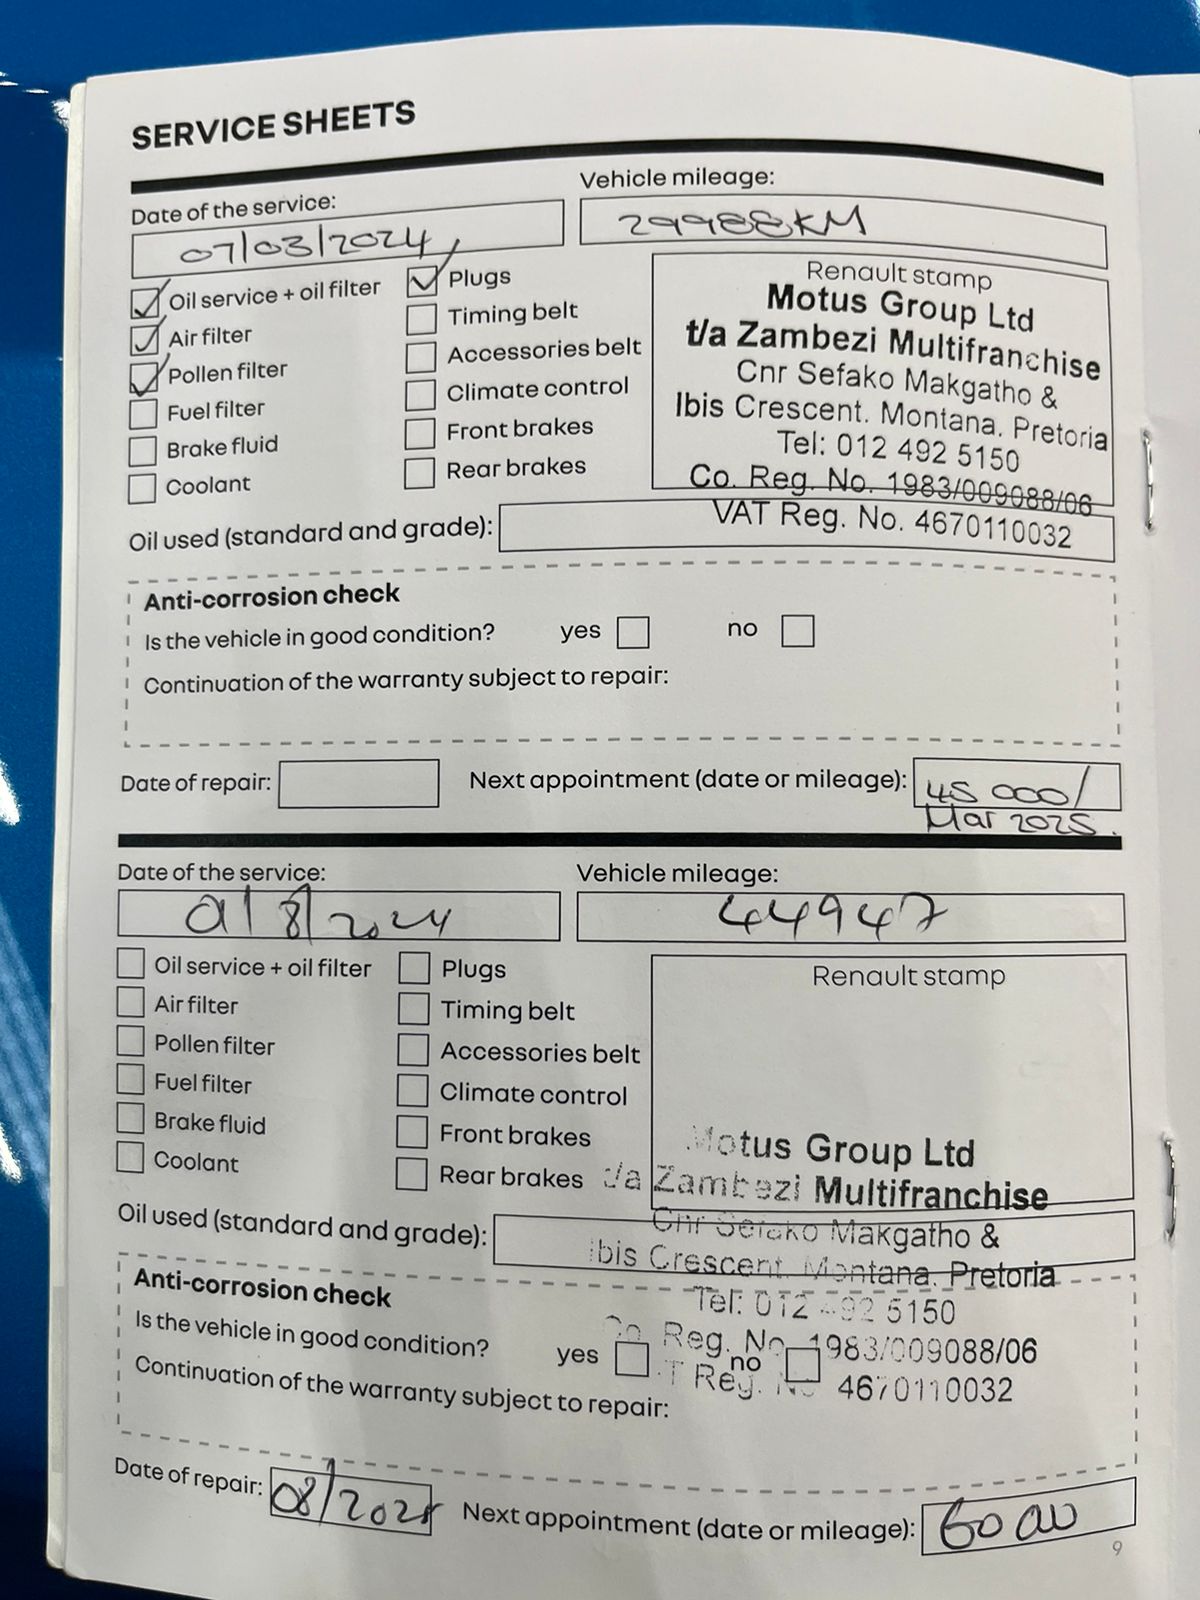 SERVICE SHEETS
Date of the service:
07/03/2024
Vehicle mileage:
29988KM
Oil service + oil filter
Air filter
Pollen filter
Fuel filter
Brake fluid
Coolant
Plugs
Timing belt
Accessories belt
Climate control
Front brakes
Rear brakes
Renault stamp
Motus Group Ltd
t/a Zambezi Multifranchise
Cnr Sefako Makgatho &
Ibis Crescent. Montana. Pretoria
Tel: 012 492 5150
Co. Reg. No. 1983/009088/06
VAT Reg. No. 4670110032
Oil used (standard and grade):
Anti-corrosion check
Is the vehicle in good condition? yes no
Continuation of the warranty subject to repair:
Date of repair:
Next appointment (date or mileage): 45 000/
Mar 2025.
Date of the service:
Vehicle mileage:
44947
Oil service + oil filter
Air filter
Pollen filter
Fuel filter
Brake fluid
Coolant
Plugs
Timing belt
Accessories belt
Climate control
Front brakes
Rear brakes
Renault stamp
Motus Group Ltd
t/a Zambezi Multifranchise
Cnr Sefako Makgatho &
Ibis Crescent. Montana. Pretoria
Tel: 012 492 5150
Co. Reg. No. 1983/009088/06
T Reg. No 4670110032
Oil used (standard and grade):
Anti-corrosion check
Is the vehicle in good condition? yes no
Continuation of the warranty subject to repair:
Date of repair:
Next appointment (date or mileage):
9